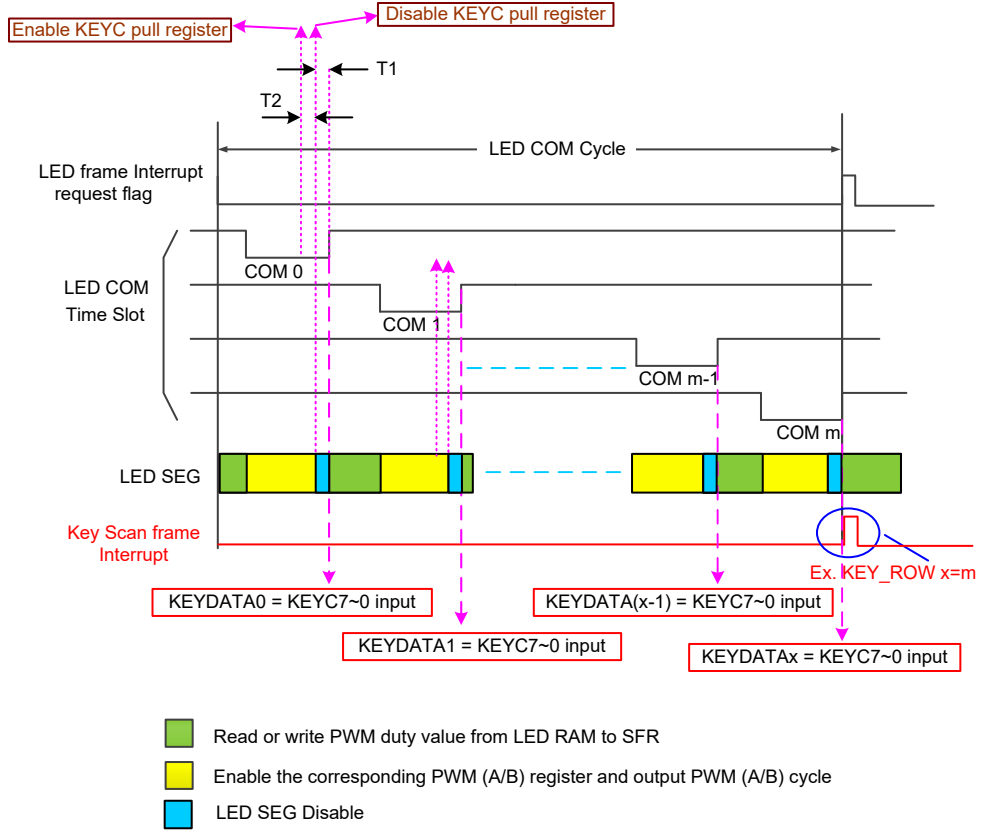 Disable KEYC pull register
Enable KEYC pull register
T1
T2
LED COM Cycle
LED frame Interrupt
request flag
COM 0
LED COM
Time Slot
COM 1
COM m-1
COM m
LED SEG
Key Scan frame
Interrupt
Ex. KEY_ROW x=m
KEYDATA0 = KEYC7~0 input
KEYDATA(x-1) = KEYC7~0 input
KEYDATA1 = KEYC7~0 input
KEYDATAx = KEYC7~0 input
Read or write PWM duty value from LED RAM to SFR
Enable the corresponding PWM (A/B) register and output PWM (A/B) cycle
LED SEG Disable